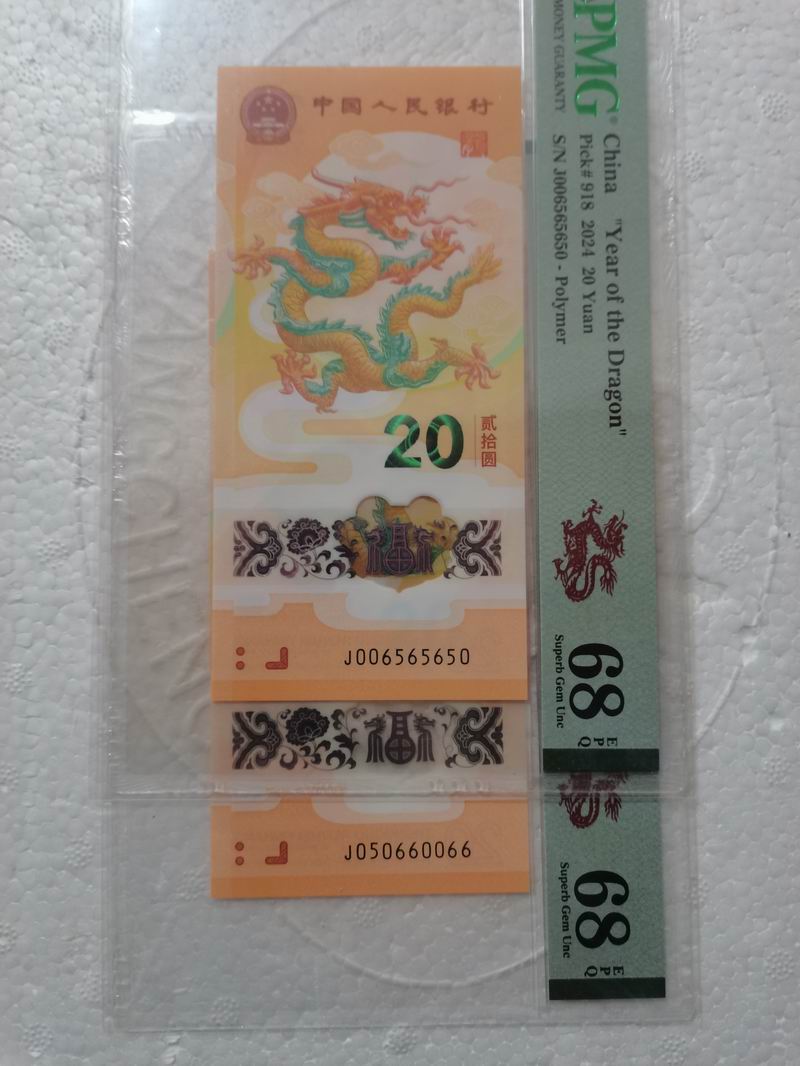 中国人民银行
20
贰拾圆
J006565650
J050660066
PMG®
MONEY GUARANTY
China "Year of the Dragon"
Pick# 918 2024 20 Yuan
S/N J006565650 - Polymer
68 EPQ
Superb Gem Unc
68 EPQ
Superb Gem Unc